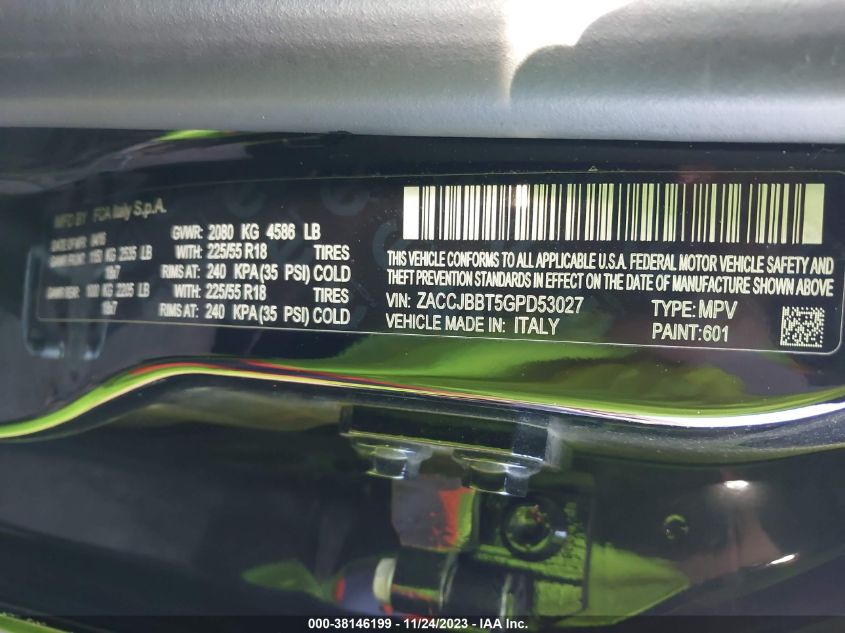 MFD BY FCA Italy S.p.A.
GVWR: 2080 KG 4586 LB
WITH: 225/55 R18 TIRES
RIMS AT: 240 KPA(35 PSI) COLD
WITH: 225/55 R18 TIRES
RIMS AT: 240 KPA(35 PSI) COLD
THIS VEHICLE CONFORMS TO ALL APPLICABLE U.S.A. FEDERAL MOTOR VEHICLE SAFETY AND
THEFT PREVENTION STANDARDS IN EFFECT ON THE DATE OF MANUFACTURE SHOWN ABOVE
VIN: ZACCJBBT5GPD53027 TYPE: MPV
VEHICLE MADE IN: ITALY PAINT:601
000-38146199 - 11/24/2023 - IAA Inc.